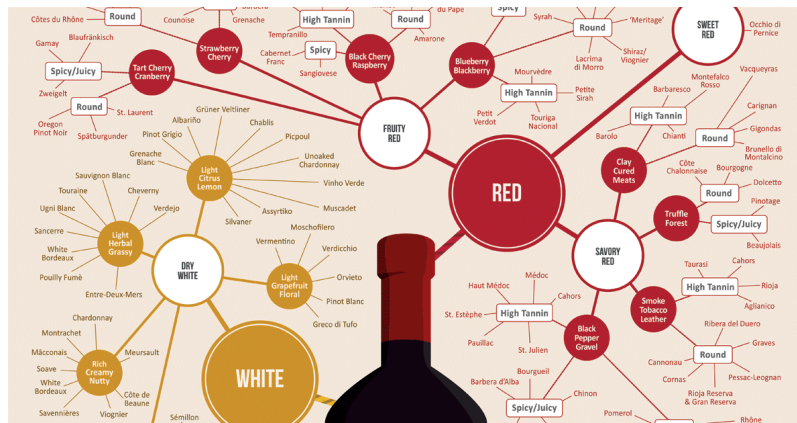 Côtes du Rhône
Round
Counoise
Grenache
Gamay
Blaufränkisch
Spicy/Juicy
Zweigelt
Round
Oregon
Pinot Noir
St. Laurent
Spätburgunder
Tart Cherry
Cranberry
Strawberry
Cherry
High Tannin
Tempranillo
Cabernet
Franc
Spicy
Sangiovese
Round
du Pape
Amarone
Black Cherry
Raspberry
Spicy
Syrah
Round
‘Meritage’
Lacrima
di Morro
Shiraz/
Viognier
Blueberry
Blackberry
Mourvèdre
High Tannin
Petite
Sirah
Petit
Verdot
Touriga
Nacional
FRUITY
RED
SWEET
RED
Occhio di
Pernice
RED
Barbaresco
Montefalco
Rosso
High Tannin
Barolo
Chianti
Vacqueyras
Carignan
Round
Gigondas
Brunello di
Montalcino
Clay
Cured
Meats
Côte
Chalonnaise
Bourgogne
Round
Dolcetto
Truffle
Forest
Pinotage
Spicy/Juicy
Beaujolais
SAVORY
RED
Taurasi
Cahors
High Tannin
Rioja
Aglianico
Smoke
Tobacco
Leather
Ribera del Duero
Round
Graves
Cannonau
Cornas
Pessac-Leognan
Rioja Reserva
& Gran Reserva
Black
Pepper
Gravel
Haut Médoc
Médoc
Cahors
St. Estèphe
High Tannin
Pauillac
St. Julien
Barbera d’Alba
Bourgueil
Chinon
Spicy/Juicy
Pomerol
Rhône
Albariño
Grüner Veltliner
Chablis
Pinot Grigio
Picpoul
Grenache
Blanc
Unoaked
Chardonnay
Light
Citrus
Lemon
Vinho Verde
Muscadet
Assyrtiko
Silvaner
Sauvignon Blanc
Touraine
Cheverny
Ugni Blanc
Verdejo
Sancerre
Light
Herbal
Grassy
White
Bordeaux
Pouilly Fumè
Entre-Deux-Mers
DRY
WHITE
Moschofilero
Vermentino
Verdicchio
Light
Grapefruit
Floral
Orvieto
Pinot Blanc
Greco di Tufo
Chardonnay
Montrachet
Mâcconais
Meursault
Soave
Rich
Creamy
Nutty
White
Bordeaux
Côte de
Beaune
Savennières
Viognier
Sémillon
WHITE